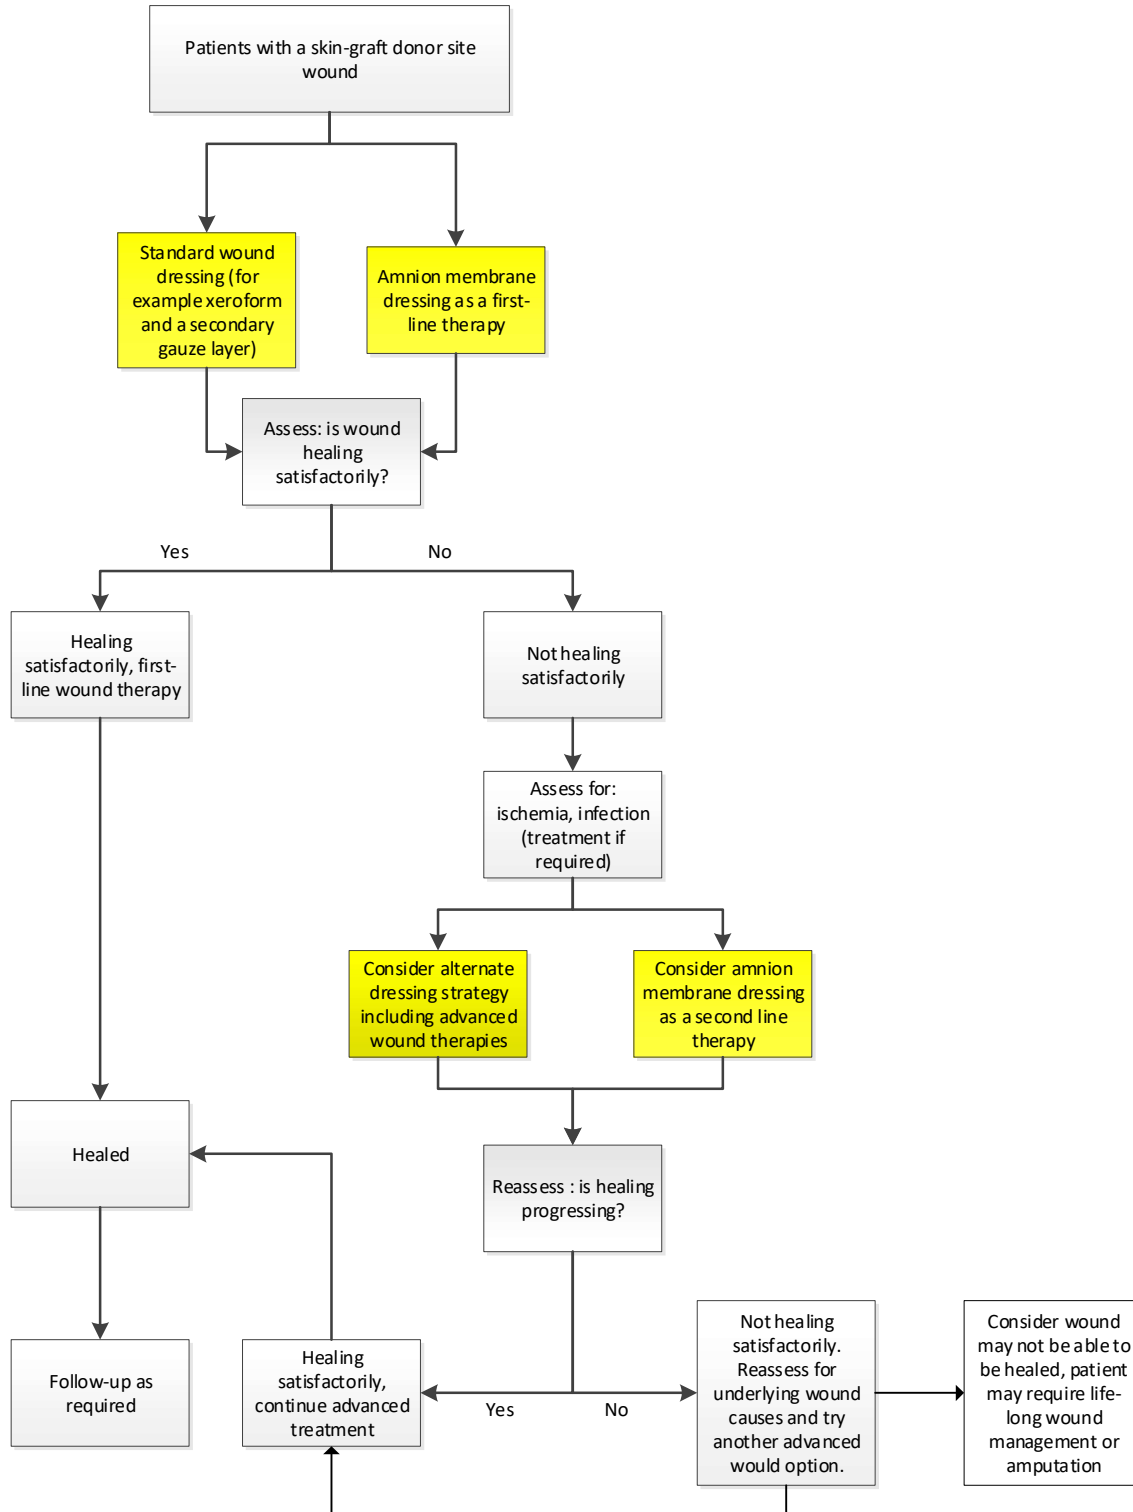 Patients with a skin-graft donor site
wound
Standard wound
dressing (for
example xeroform
and a secondary
gauze layer)
Amnion membrane
dressing as a first-
line therapy
Assess: is wound
healing
satisfactorily?
Yes
No
Healing
satisfactorily, first-
line wound therapy
Not healing
satisfactorily
Assess for:
ischemia, infection
(treatment if
required)
Consider alternate
dressing strategy
including advanced
wound therapies
Consider amnion
membrane dressing
as a second line
therapy
Healed
Reassess : is healing
progressing?
Follow-up as
required
Healing
satisfactorily,
continue advanced
treatment
Yes
No
Not healing
satisfactorily.
Reassess for
underlying wound
causes and try
another advanced
would option.
Consider wound
may not be able to
be healed, patient
may require life-
long wound
management or
amputation